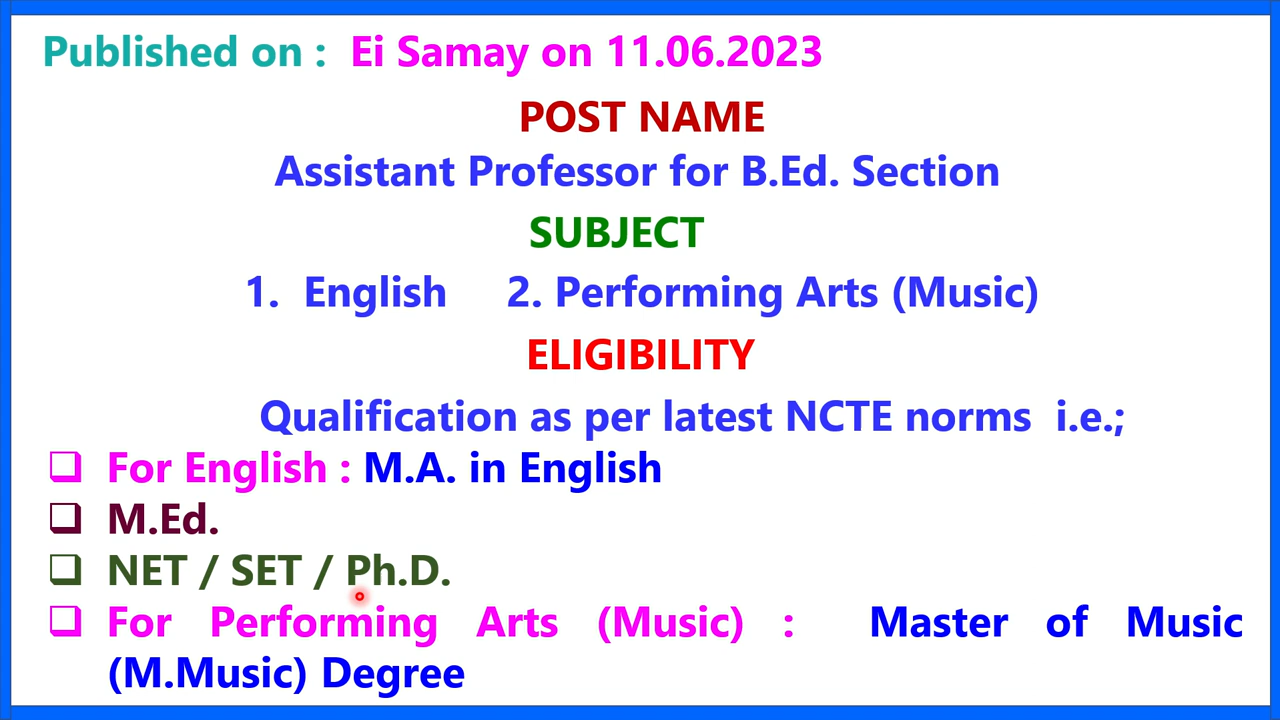 Published on : Ei Samay on 11.06.2023
POST NAME
Assistant Professor for B.Ed. Section
SUBJECT
1. English 2. Performing Arts (Music)
ELIGIBILITY
Qualification as per latest NCTE norms i.e.;
❑ For English : M.A. in English
❑ M.Ed.
❑ NET / SET / Ph.D.
❑ For Performing Arts (Music) : Master of Music
(M.Music) Degree